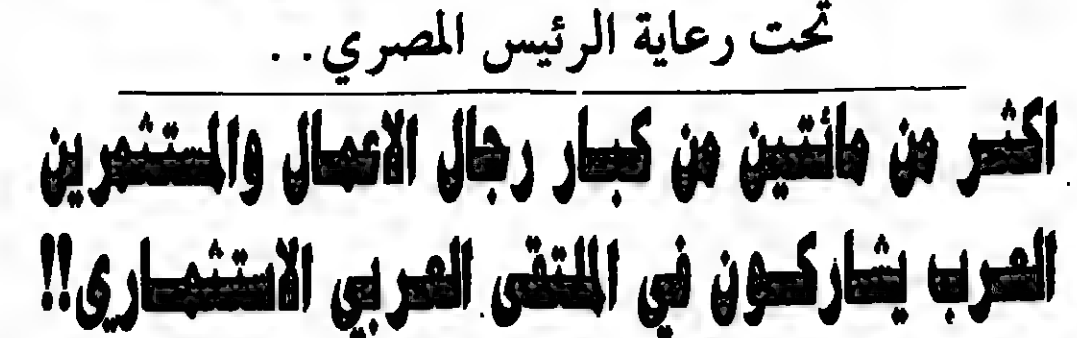 تحت رعاية الرئيس المصري . .
اكثر من مائتين من كبار رجال الاعمال والمستثمرين
العرب يشاركون في الملتقى العربي الاستثماري!!